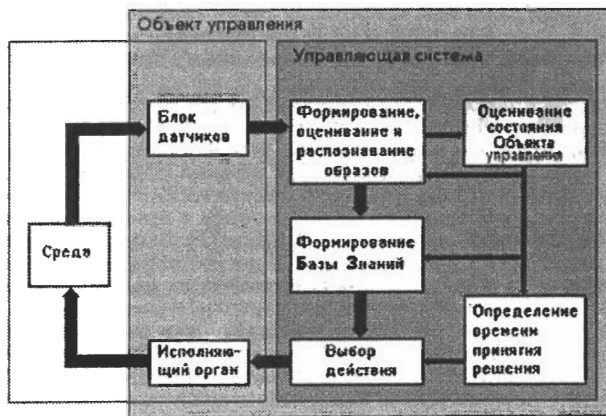 Объект управления
Управляющая система
Блок
датчиков
Формирование,
оценивание и
распознавание
образов
Оценивание
состояния
Объекта
управления
Среда
Формирование
Базы Знаний
Определение
времени
принятия
решения
Исполняю-
щий орган
Выбор
действия